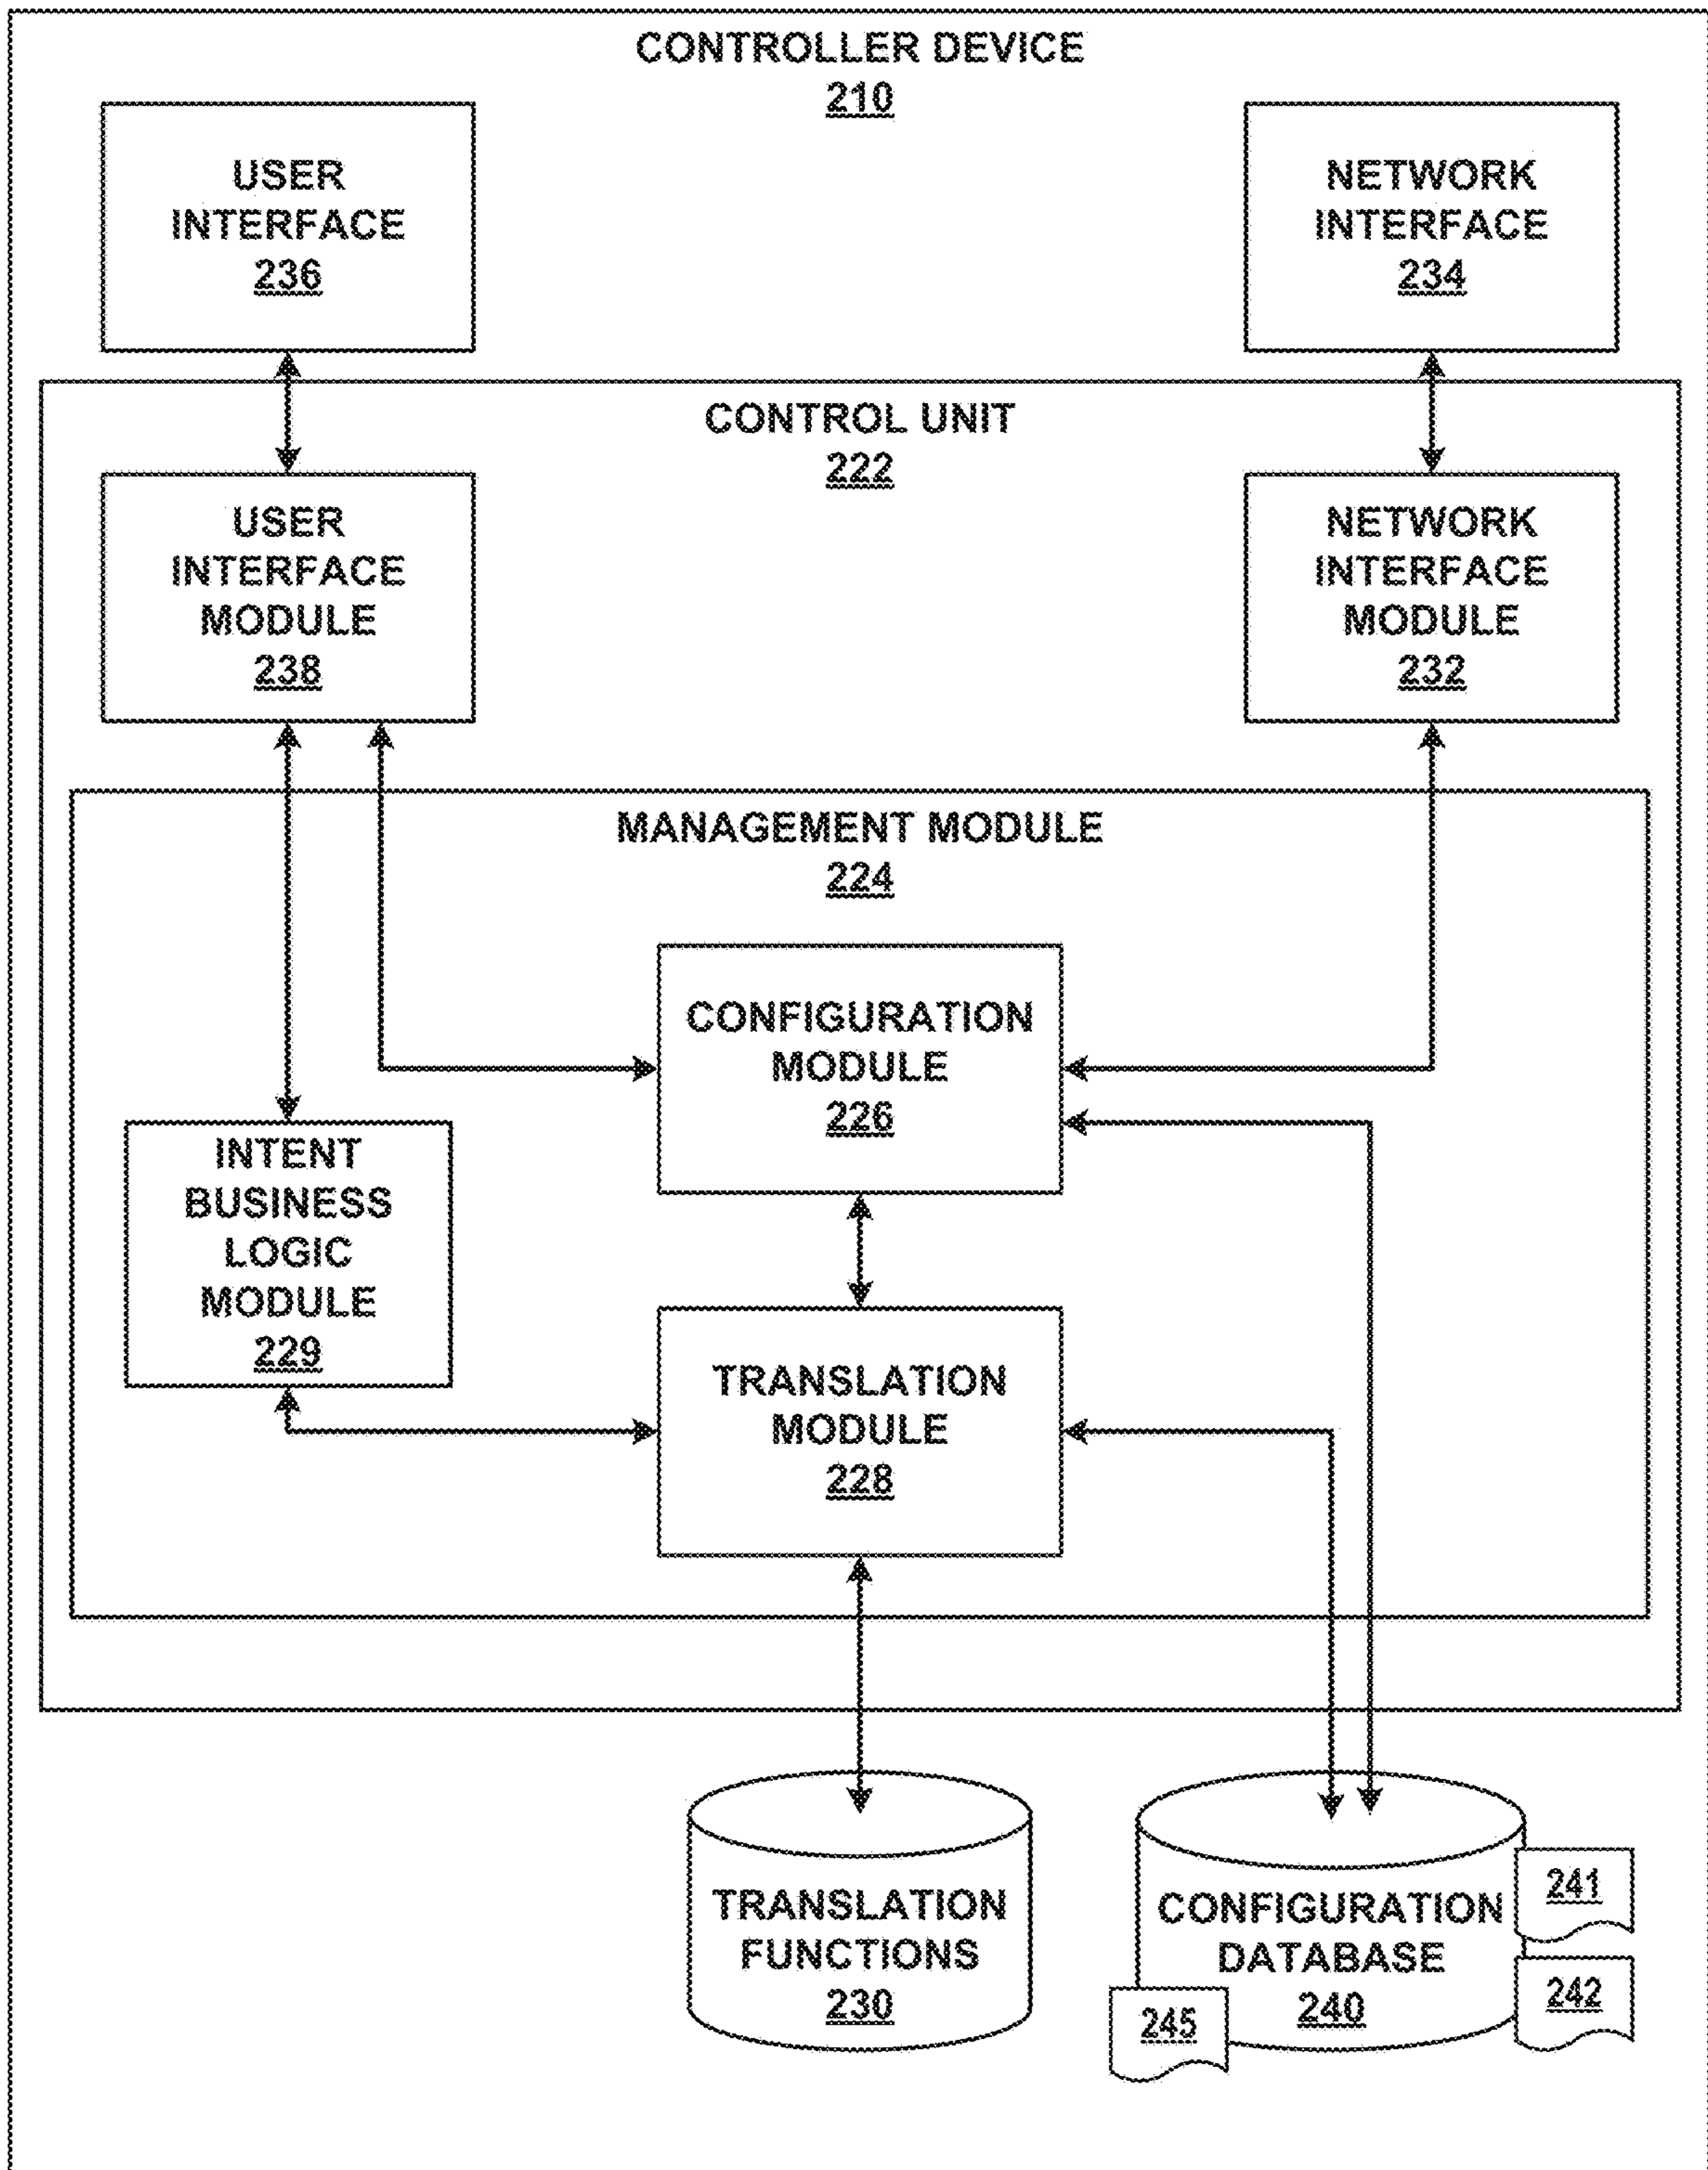 CONTROLLER DEVICE
210
USER
INTERFACE
236
NETWORK
INTERFACE
234
CONTROL UNIT
222
USER
INTERFACE
MODULE
238
NETWORK
INTERFACE
MODULE
232
MANAGEMENT MODULE
224
CONFIGURATION
MODULE
226
INTENT
BUSINESS
LOGIC
MODULE
229
TRANSLATION
MODULE
228
TRANSLATION
FUNCTIONS
230
CONFIGURATION
DATABASE
240
241
242
245